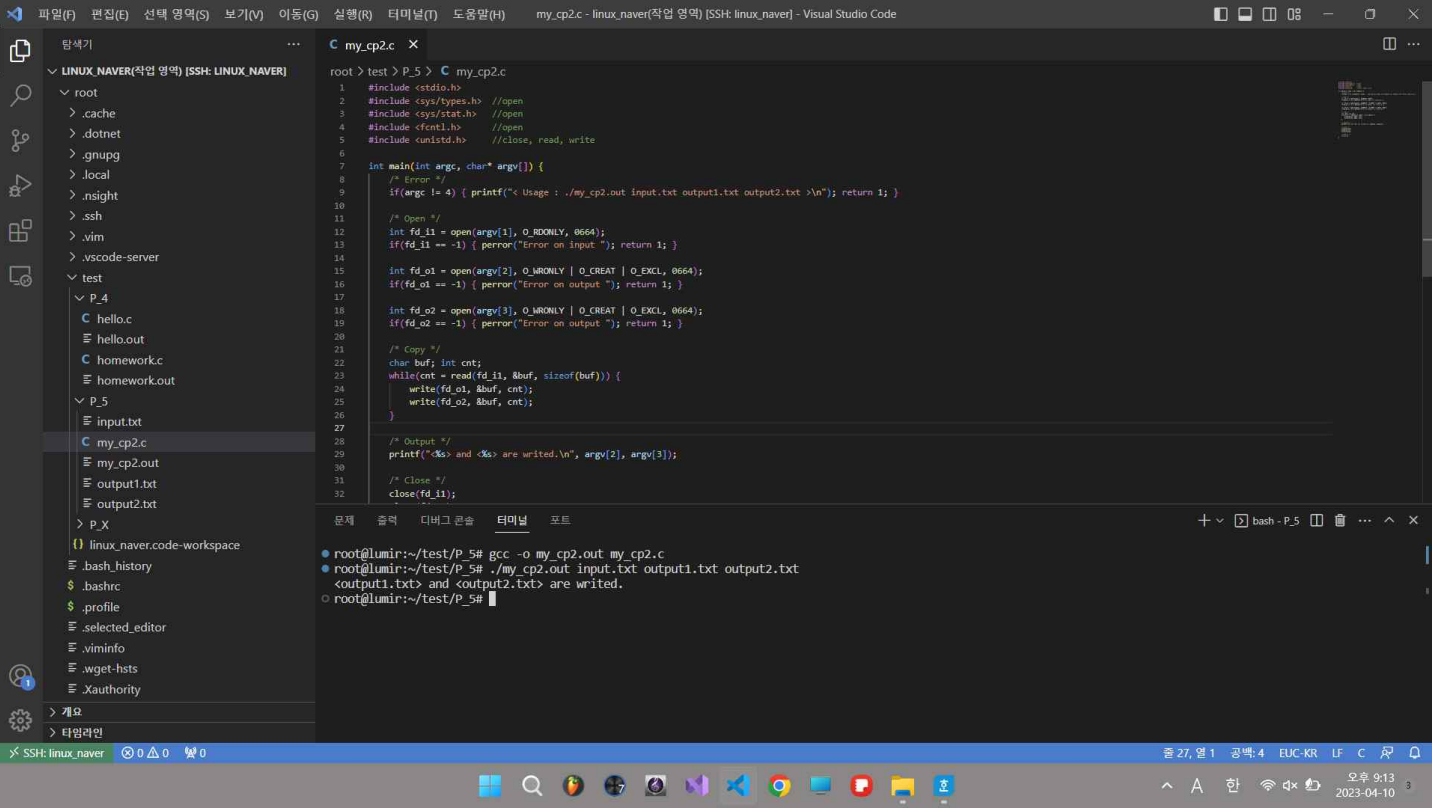 파일(F) 편집(E) 선택 영역(S) 보기(V) 이동(G) 실행(R) 터미널(T) 도움말(H) my_cp2.c - linux_naver(작업 영역) [SSH: linux_naver] - Visual Studio Code
탐색기
LINUX_NAVER(작업 영역) [SSH: LINUX_NAVER]
root
.cache
.dotnet
.gnupg
.local
.nsight
.ssh
.vim
.vscode-server
test
P_4
C hello.c
hello.out
C homework.c
homework.out
P_5
input.txt
C my_cp2.c
my_cp2.out
output1.txt
output2.txt
P_X
{} linux_naver.code-workspace
.bash_history
$ .bashrc
$ .profile
.selected_editor
.viminfo
.wget-hsts
.Xauthority
개요
타임라인
1
C my_cp2.c
root > test > P_5 > C my_cp2.c
1 #include <stdio.h>
2 #include <sys/types.h> //open
3 #include <sys/stat.h> //open
4 #include <fcntl.h> //open
5 #include <unistd.h> //close, read, write
6
7 int main(int argc, char* argv[]) {
8 /* Error */
9 if(argc != 4) { printf("< Usage : ./my_cp2.out input.txt output1.txt output2.txt >\n"); return 1; }
10
11 /* Open */
12 int fd_i1 = open(argv[1], O_RDONLY, 0664);
13 if(fd_i1 == -1) { perror("Error on input "); return 1; }
14
15 int fd_o1 = open(argv[2], O_WRONLY | O_CREAT | O_EXCL, 0664);
16 if(fd_o1 == -1) { perror("Error on output "); return 1; }
17
18 int fd_o2 = open(argv[3], O_WRONLY | O_CREAT | O_EXCL, 0664);
19 if(fd_o2 == -1) { perror("Error on output "); return 1; }
20
21 /* Copy */
22 char buf; int cnt;
23 while(cnt = read(fd_i1, &buf, sizeof(buf))) {
24 write(fd_o1, &buf, cnt);
25 write(fd_o2, &buf, cnt);
26 }
27
28 /* Output */
29 printf("<%s> and <%s> are writed.\n", argv[2], argv[3]);
30
31 /* Close */
32 close(fd_i1);
문제 출력 디버그 콘솔 터미널 포트 bash - P_5
root@lumir:~/test/P_5# gcc -o my_cp2.out my_cp2.c
root@lumir:~/test/P_5# ./my_cp2.out input.txt output1.txt output2.txt
<output1.txt> and <output2.txt> are writed.
root@lumir:~/test/P_5#
SSH: linux_naver 0 0 0 줄 27, 열 1 공백: 4 EUC-KR LF C
A 한 오후 9:13
2023-04-10 3